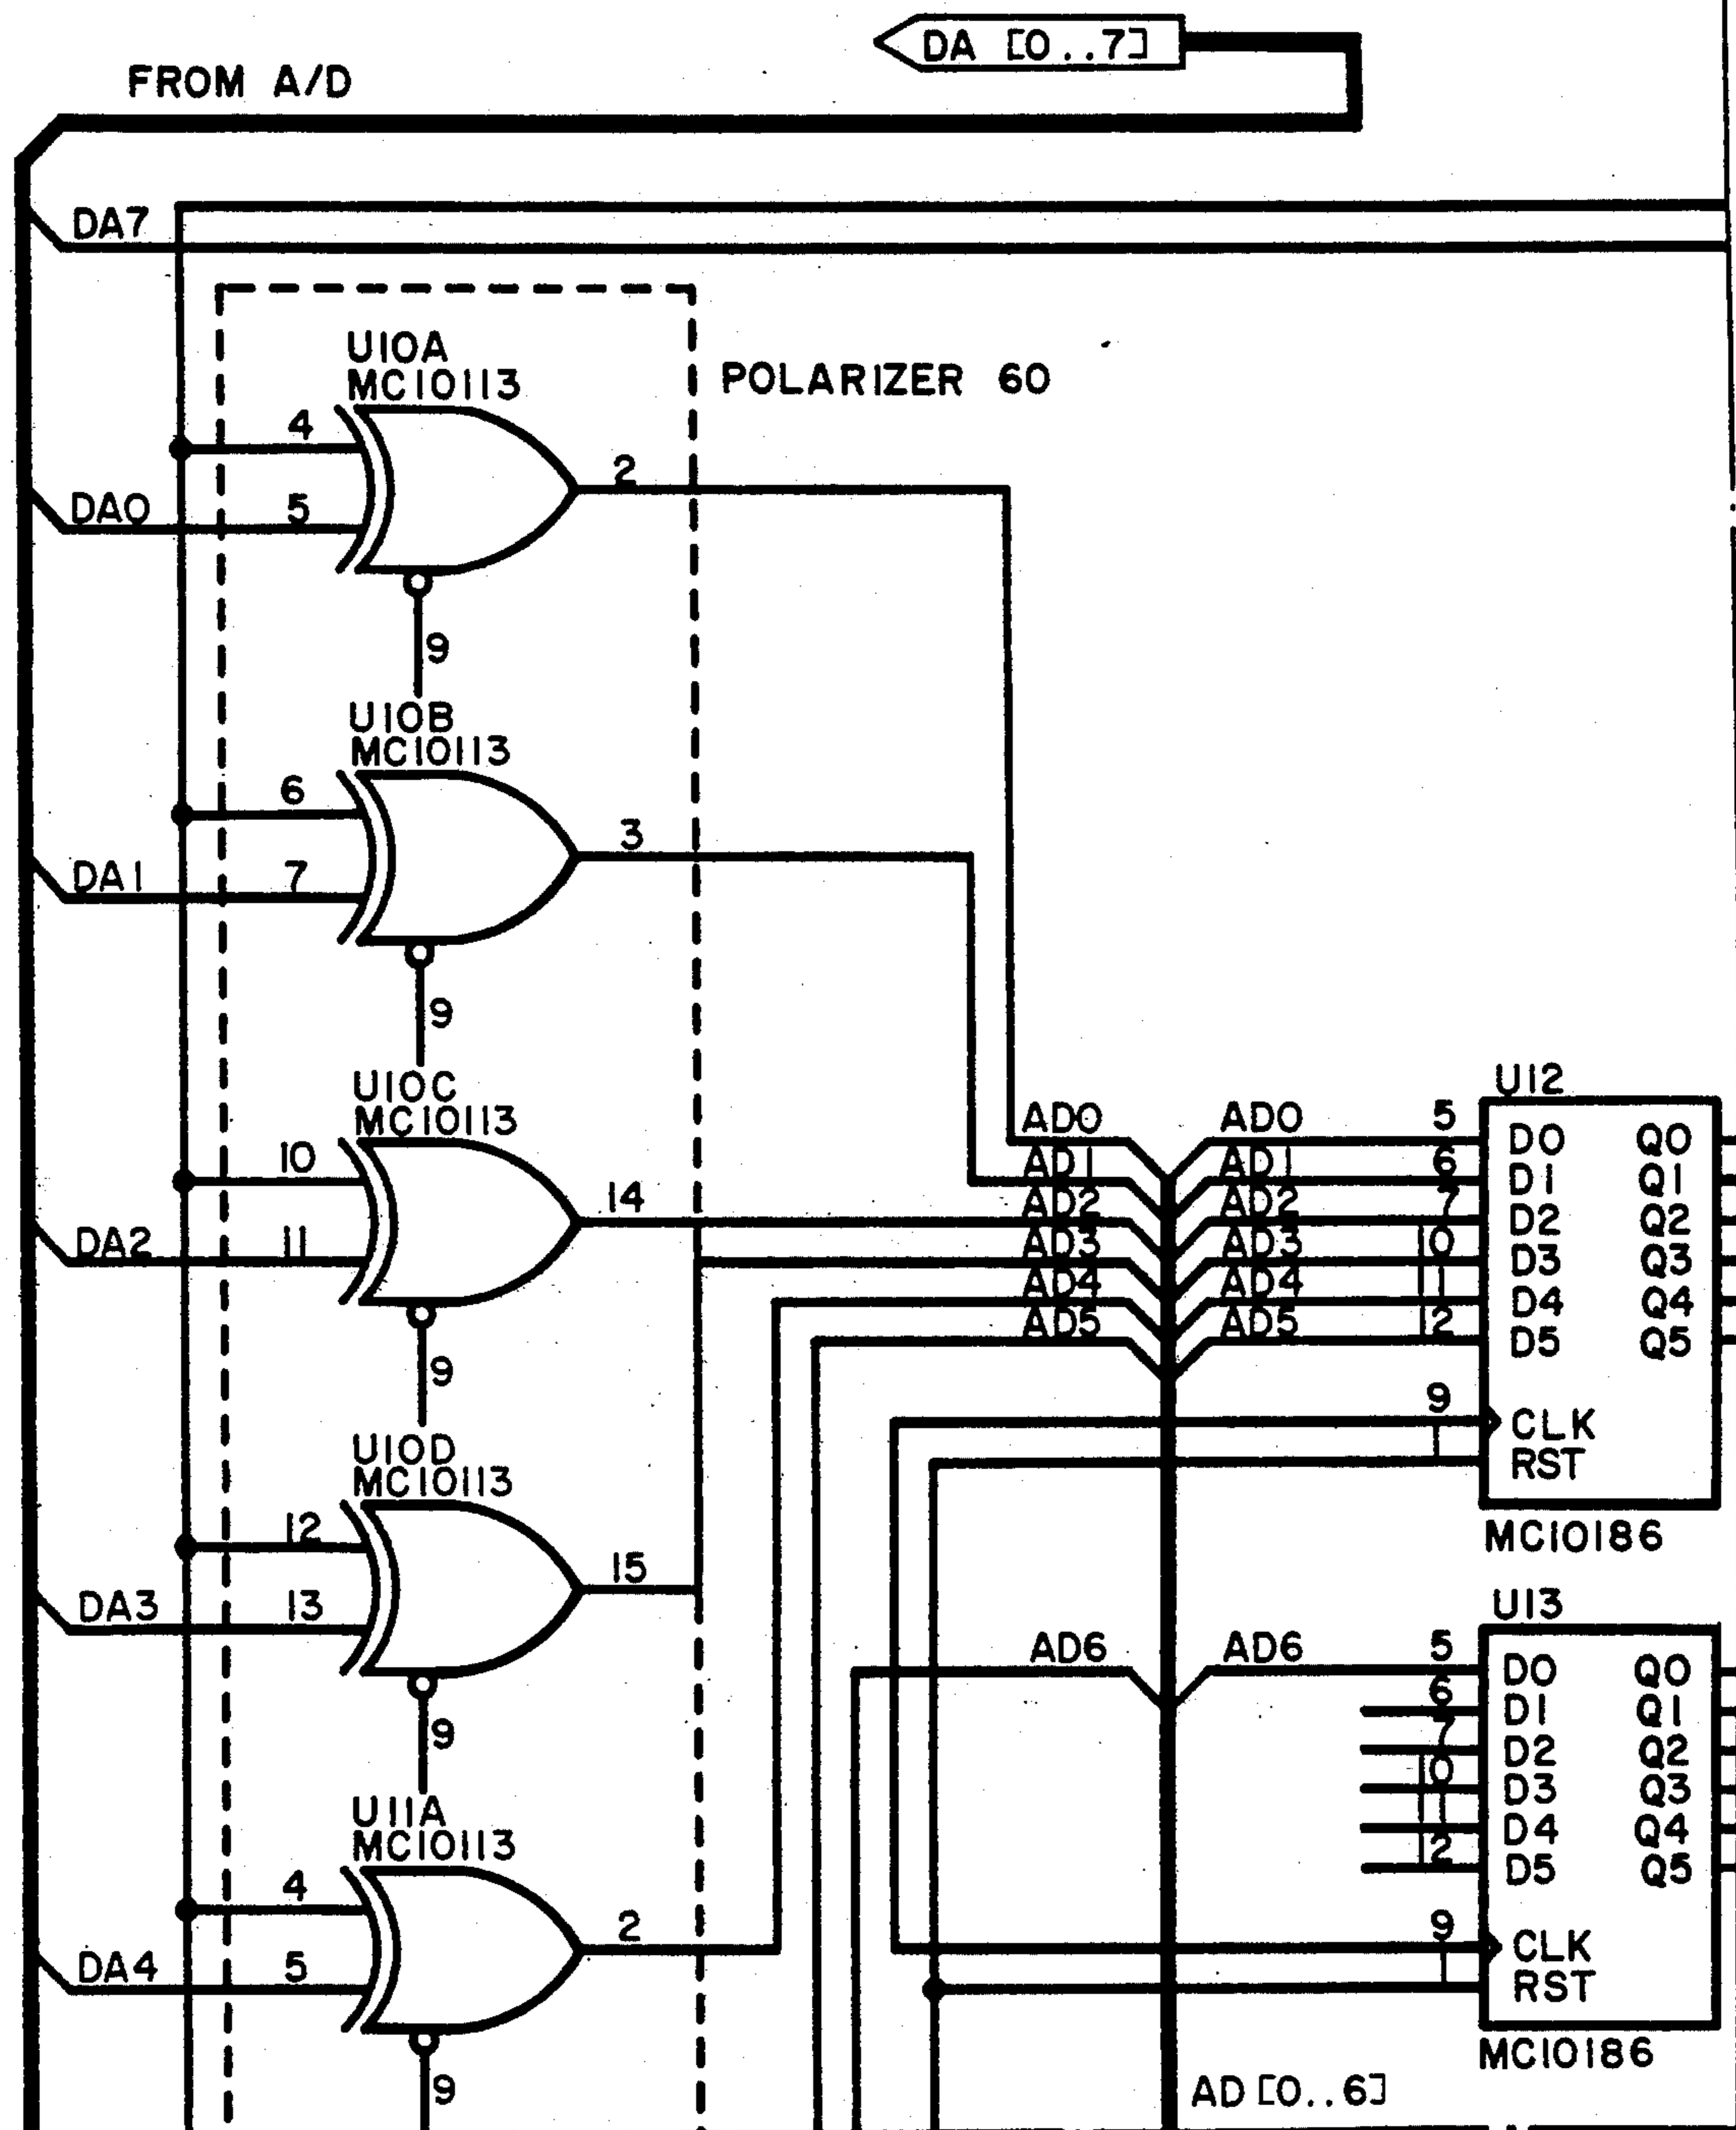 DA [0..7]
FROM A/D
DA7
U10A
MC10113
POLARIZER 60
4
2
DA0
5
9
U10B
MC10113
6
3
DA1
7
9
U10C
MC10113
10
14
DA2
11
9
U10D
MC10113
12
15
DA3
13
9
U11A
MC10113
4
2
DA4
5
9
U12
AD0 AD0 5 D0 Q0
AD1 AD1 6 D1 Q1
AD2 AD2 7 D2 Q2
AD3 AD3 10 D3 Q3
AD4 AD4 11 D4 Q4
AD5 AD5 12 D5 Q5
9 CLK
1 RST
MC10186
U13
AD6 AD6 5 D0 Q0
6 D1 Q1
7 D2 Q2
10 D3 Q3
11 D4 Q4
12 D5 Q5
9 CLK
1 RST
MC10186
AD [0..6]